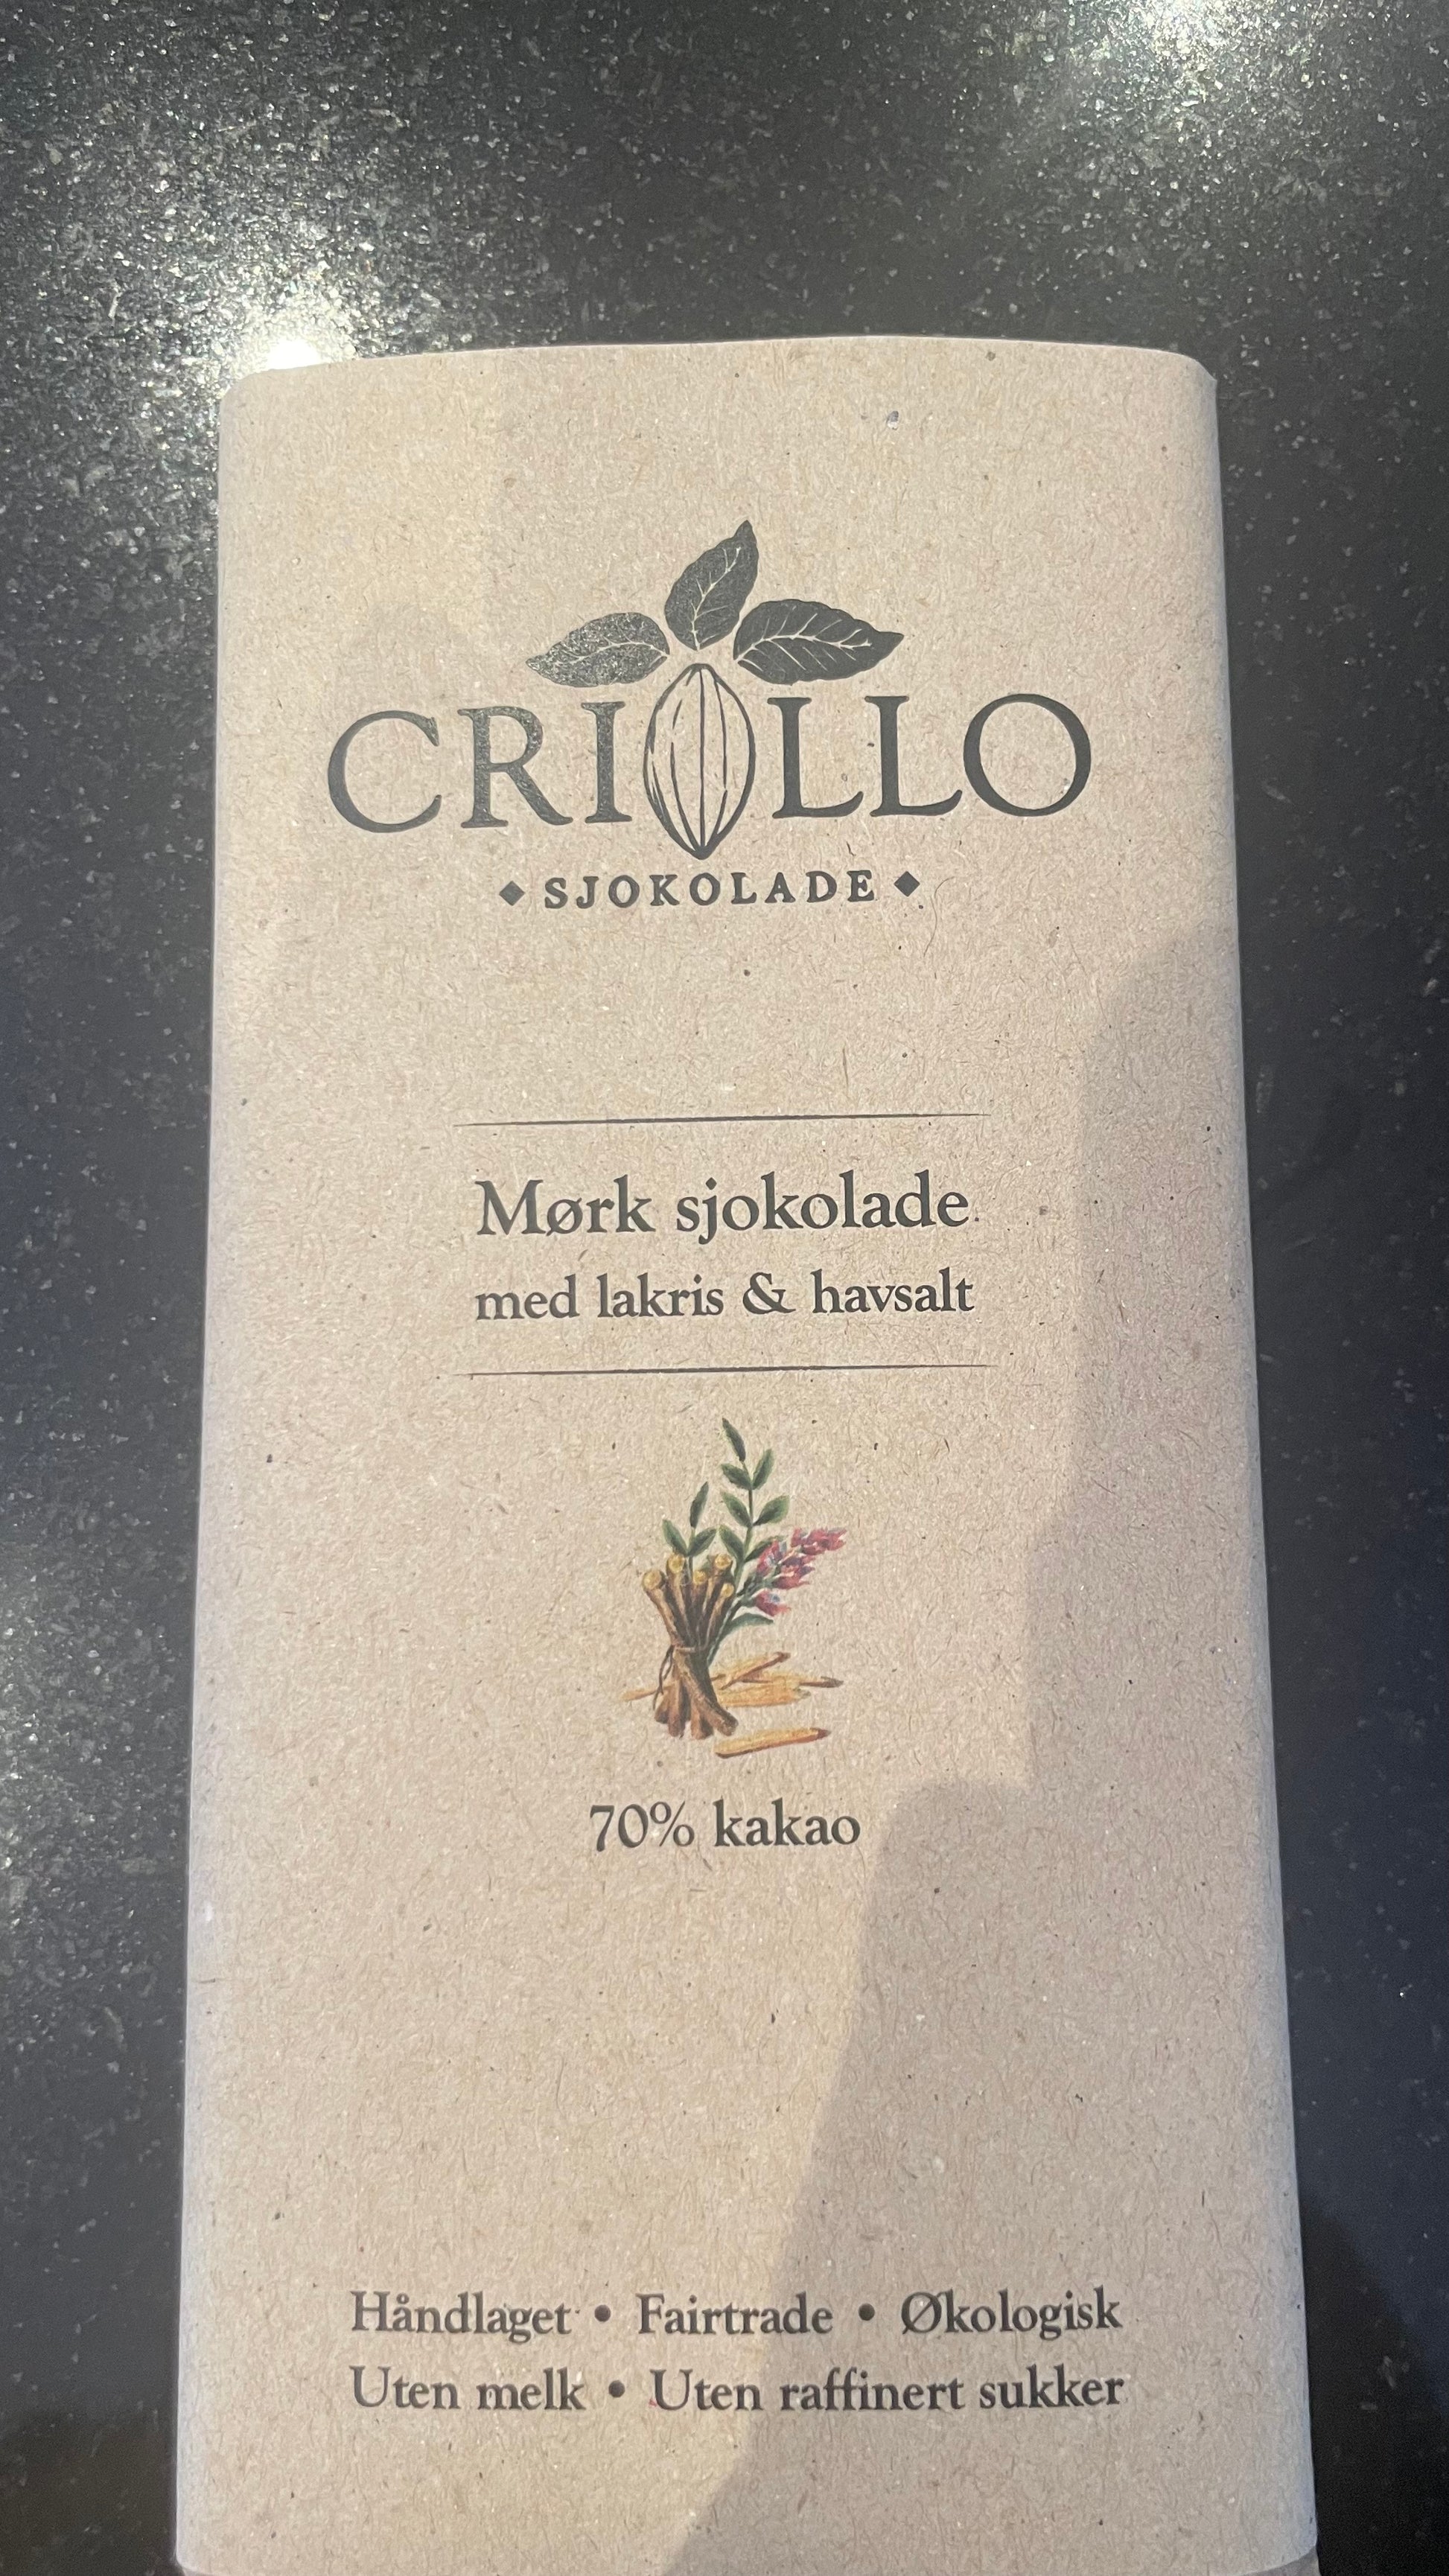 CRIOLLO
◆ SJOKOLADE ◆
Mørk sjokolade
med lakris & havsalt
70% kakao
Håndlaget • Fairtrade • Økologisk
Uten melk • Uten raffinert sukker